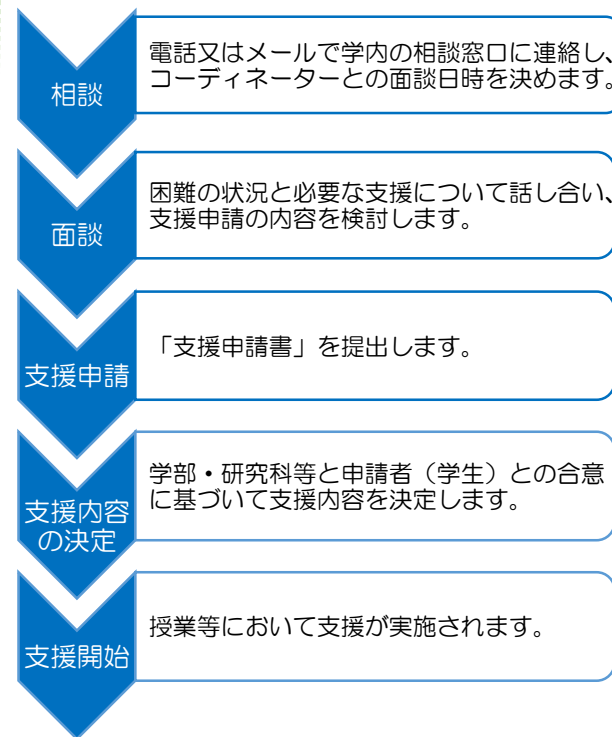 相談
電話又はメールで学内の相談窓口に連絡し、
コーディネーターとの面談日時を決めます。
面談
困難の状況と必要な支援について話し合い、
支援申請の内容を検討します。
支援申請
「支援申請書」を提出します。
支援内容
の決定
学部・研究科等と申請者（学生）との合意
に基づいて支援内容を決定します。
支援開始
授業等において支援が実施されます。